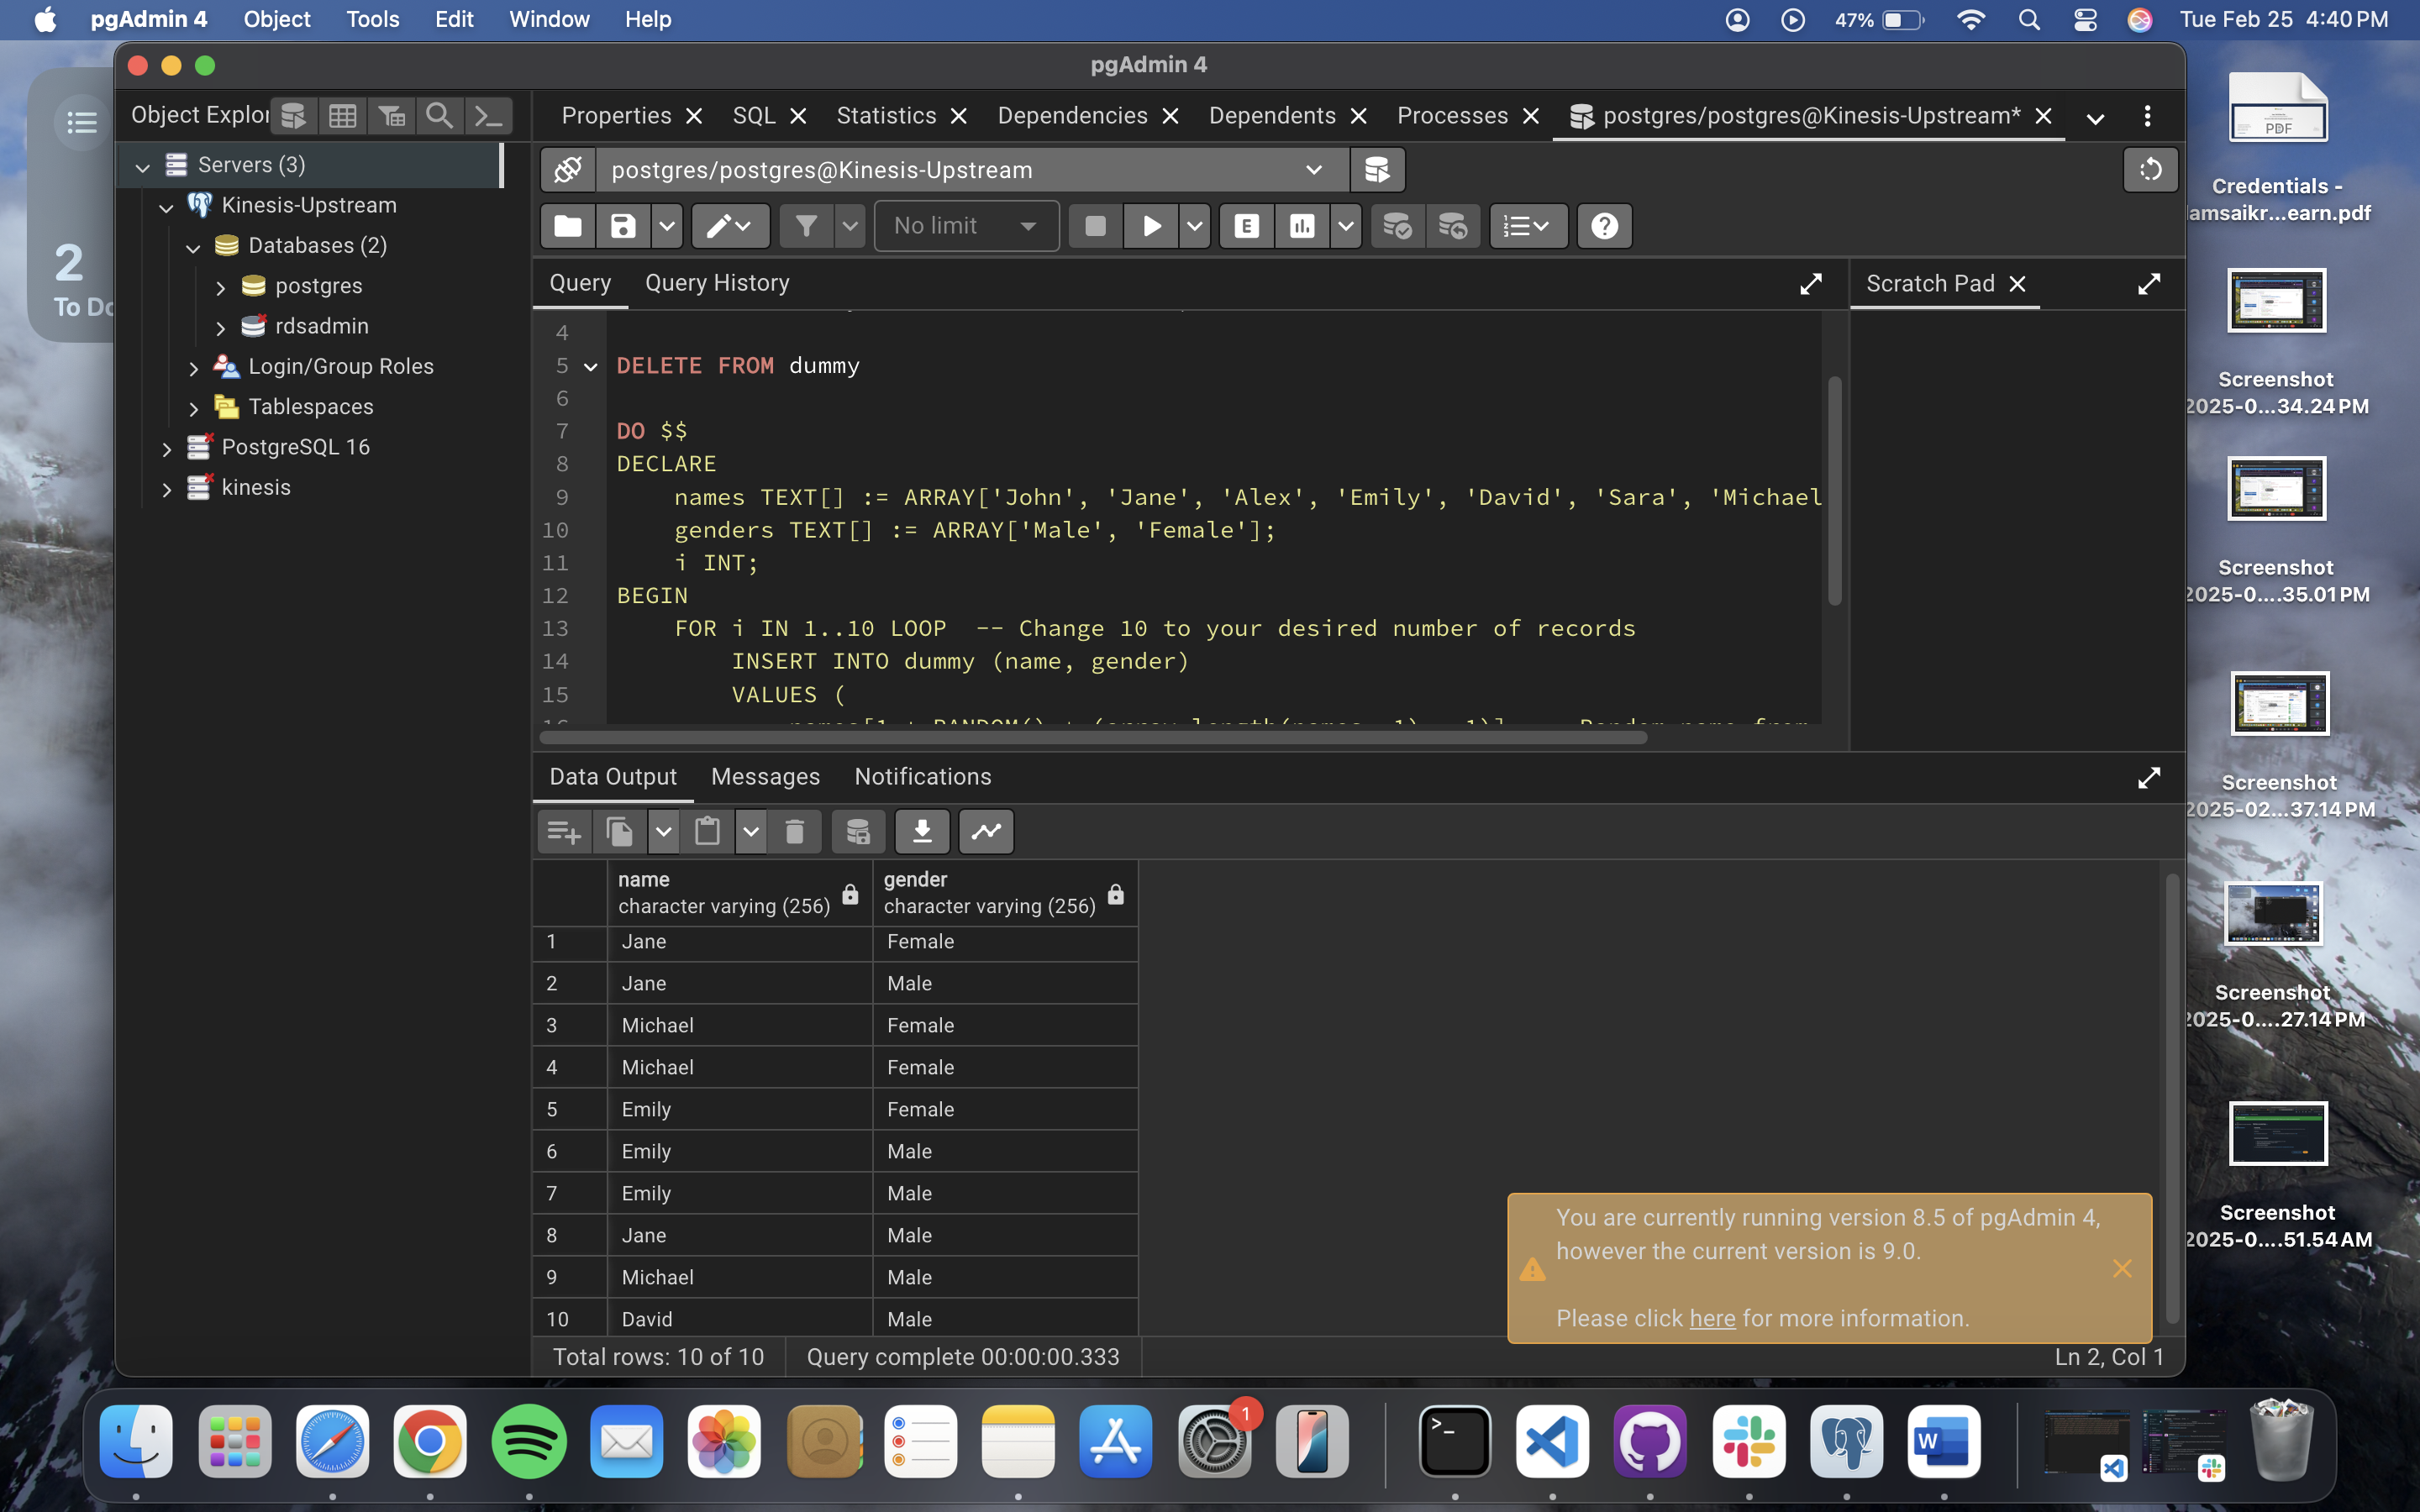 pgAdmin 4 Object Tools Edit Window Help 47% Tue Feb 25 4:40 PM
pgAdmin 4
Object Explor
Properties SQL Statistics Dependencies Dependents Processes postgres/postgres@Kinesis-Upstream*
Servers (3)
Kinesis-Upstream
Databases (2)
postgres
rdsadmin
Login/Group Roles
Tablespaces
PostgreSQL 16
kinesis
postgres/postgres@Kinesis-Upstream
No limit
E
Query Query History
Scratch Pad
4
5 DELETE FROM dummy
6
7 DO $$
8 DECLARE
9 names TEXT[] := ARRAY['John', 'Jane', 'Alex', 'Emily', 'David', 'Sara', 'Michael
10 genders TEXT[] := ARRAY['Male', 'Female'];
11 i INT;
12 BEGIN
13 FOR i IN 1..10 LOOP -- Change 10 to your desired number of records
14 INSERT INTO dummy (name, gender)
15 VALUES (
Data Output Messages Notifications
name gender
character varying (256) character varying (256)
1 Jane Female
2 Jane Male
3 Michael Female
4 Michael Female
5 Emily Female
6 Emily Male
7 Emily Male
8 Jane Male
9 Michael Male
10 David Male
You are currently running version 8.5 of pgAdmin 4,
however the current version is 9.0.
Please click here for more information.
Total rows: 10 of 10 Query complete 00:00:00.333 Ln 2, Col 1
2
To Do
PDF
Credentials -
amsaikr...earn.pdf
Screenshot
2025-0...34.24 PM
Screenshot
2025-0....35.01 PM
Screenshot
2025-02...37.14 PM
Screenshot
2025-0....27.14 PM
Screenshot
2025-0....51.54 AM
1
W